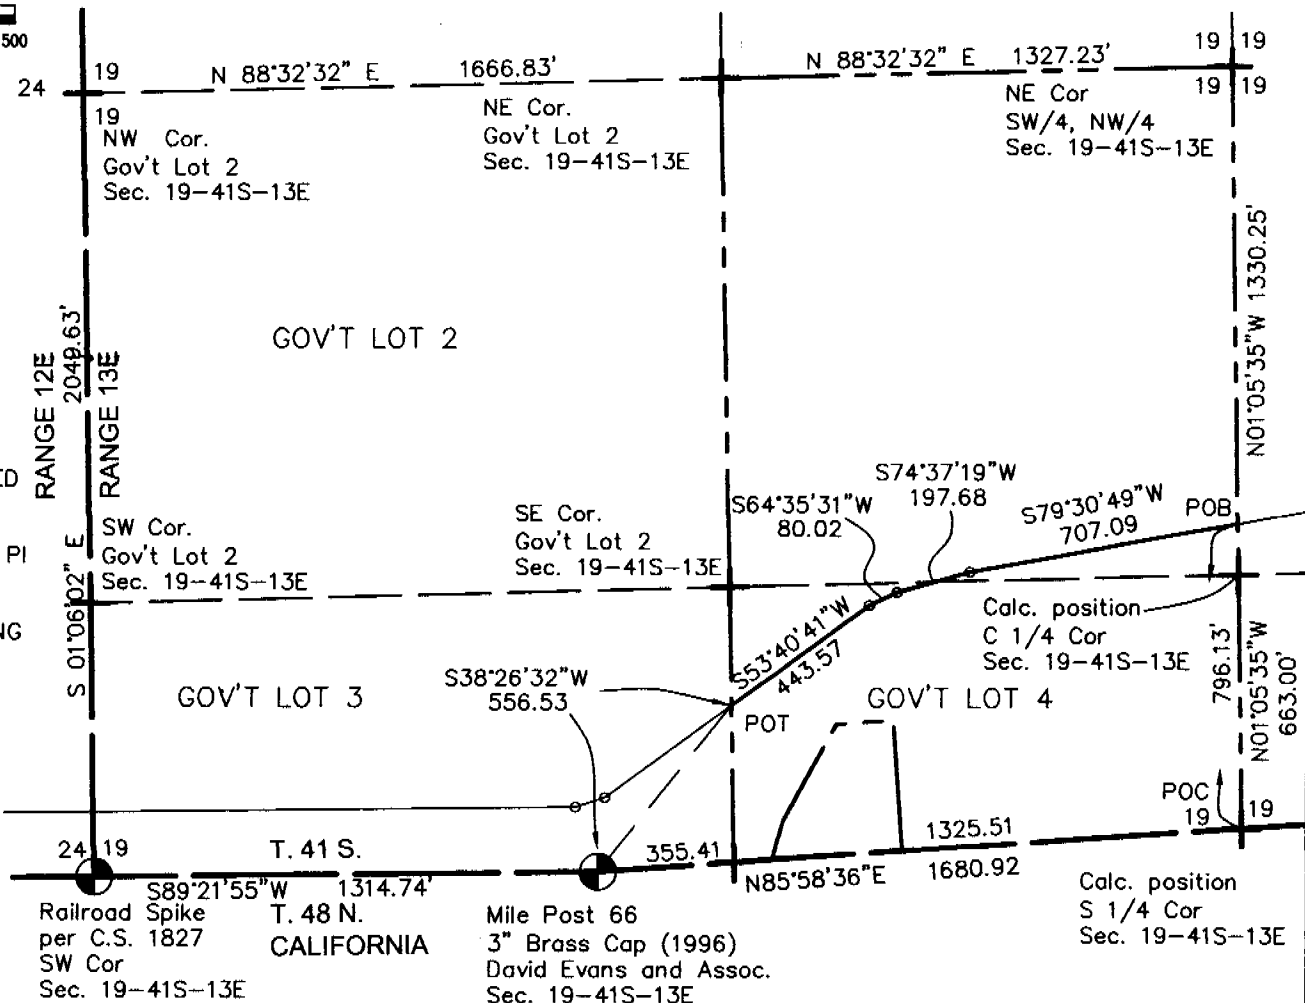 500
24
19
19
N 88°32'32" E 1666.83'
N 88°32'32" E 1327.23'
19 19
19 19
NW Cor.
Gov't Lot 2
Sec. 19-41S-13E
NE Cor.
Gov't Lot 2
Sec. 19-41S-13E
NE Cor
SW/4, NW/4
Sec. 19-41S-13E
GOV'T LOT 2
RANGE 12E
2049.63'
RANGE 13E
S 01°06'02" E
N01°05'35"W 1330.25'
ED
PI
NG
SW Cor.
Gov't Lot 2
Sec. 19-41S-13E
SE Cor.
Gov't Lot 2
Sec. 19-41S-13E
S64°35'31"W
80.02
S74°37'19"W
197.68
S79°30'49"W
707.09
POB
Calc. position
C 1/4 Cor
Sec. 19-41S-13E
S53°40'41"W
443.57
S38°26'32"W
556.53
GOV'T LOT 3
GOV'T LOT 4
POT
796.13'
N01°05'35"W
663.00'
POC
19 19
24 19
T. 41 S.
355.41
1325.51
S89°21'55"W 1314.74'
N85°58'36"E 1680.92
T. 48 N.
CALIFORNIA
Railroad Spike
per C.S. 1827
SW Cor
Sec. 19-41S-13E
Mile Post 66
3" Brass Cap (1996)
David Evans and Assoc.
Sec. 19-41S-13E
Calc. position
S 1/4 Cor
Sec. 19-41S-13E